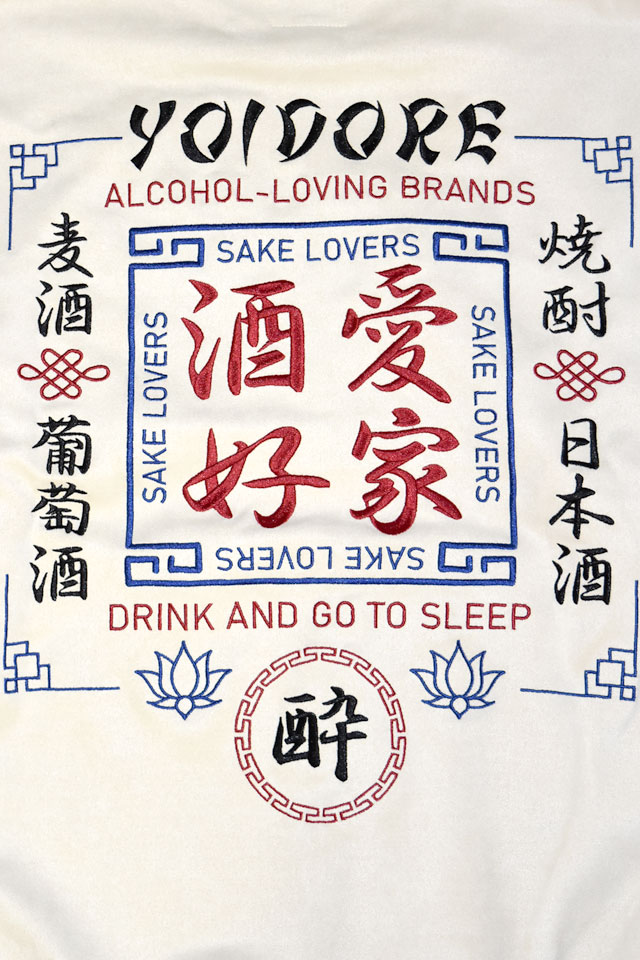 YOIDORE
ALCOHOL-LOVING BRANDS
焼酎
日本酒
麦酒
葡萄酒
SAKE LOVERS
SAKE LOVERS
SAKE LOVERS
SAKE LOVERS
酒愛
好家
DRINK AND GO TO SLEEP
酔